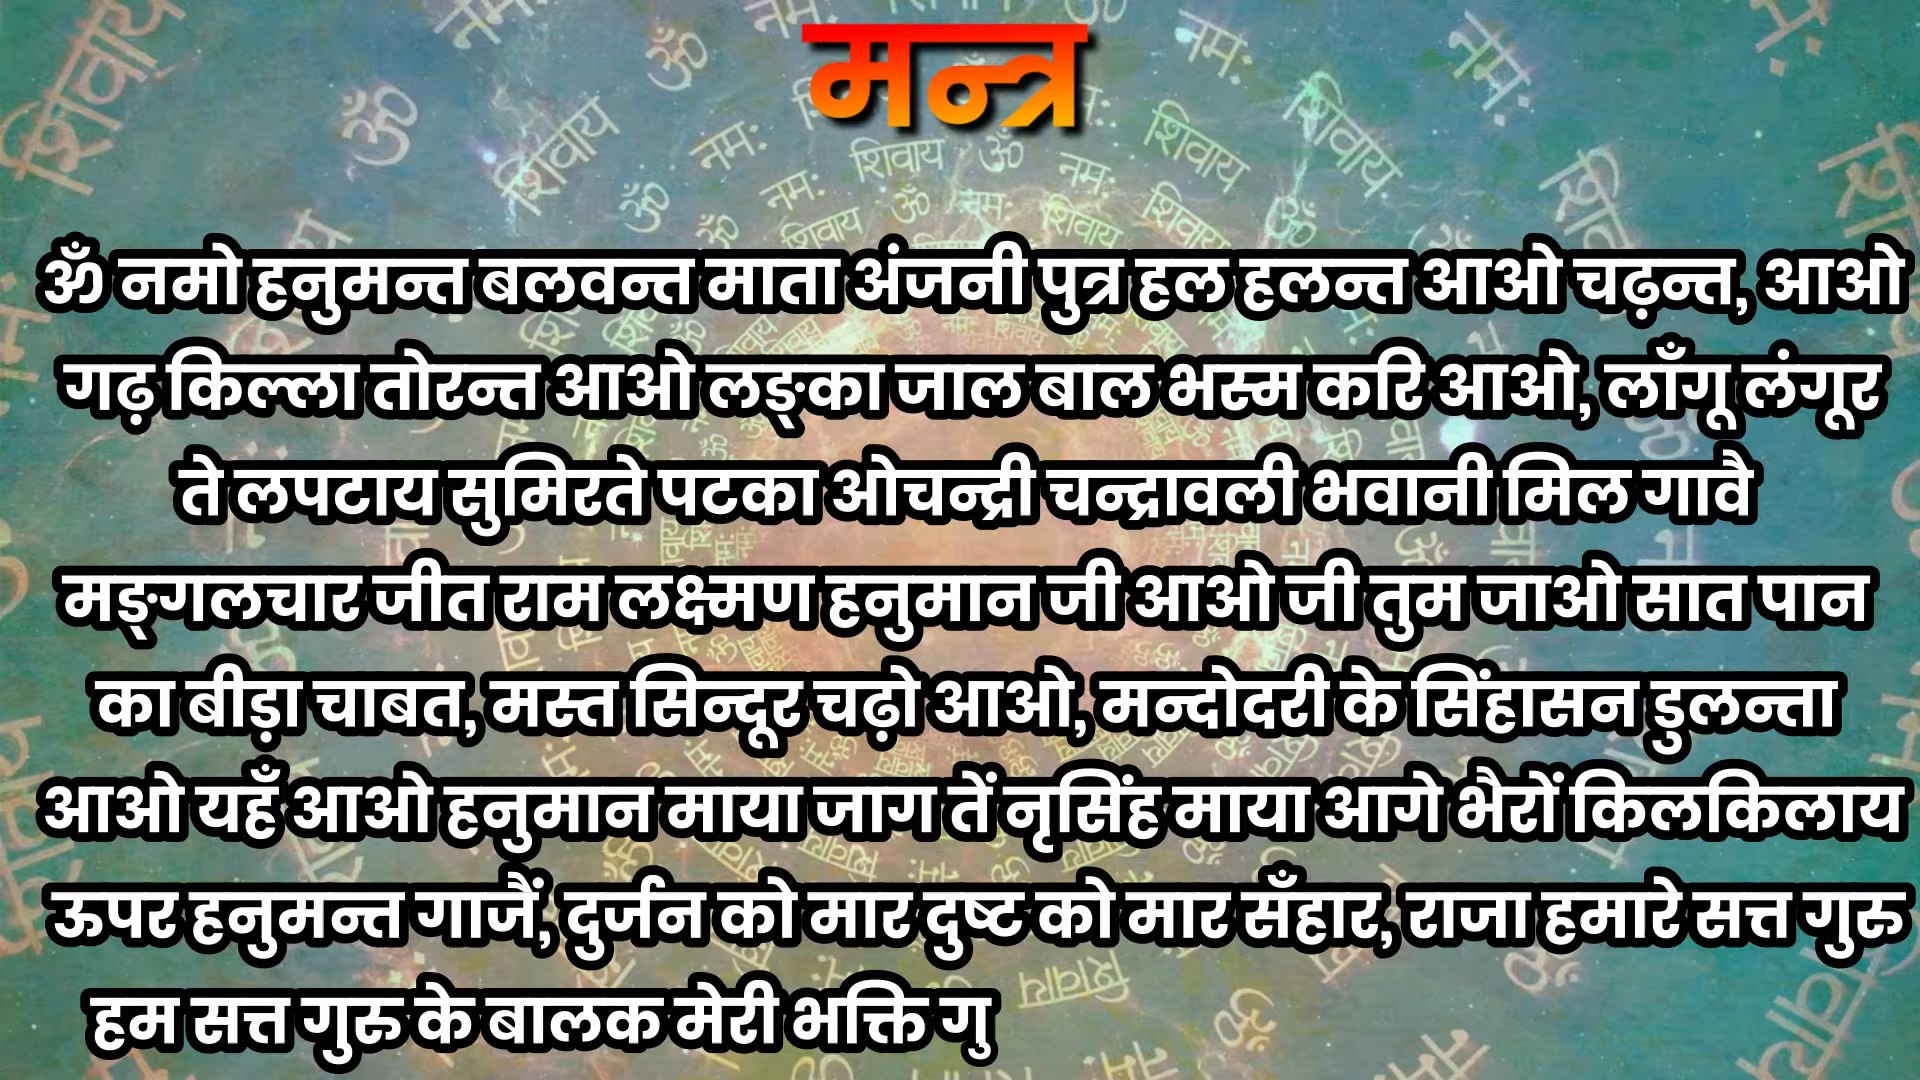 मन्त्र
ॐ नमो हनुमन्त बलवन्त माता अंजनी पुत्र हल हलन्त आओ चढ़न्त, आओ
गढ़ किल्ला तोरन्त आओ लङ्का जाल बाल भस्म करि आओ, लाँगू लंगूर
ते लपटाय सुमिरते पटका ओचन्द्री चन्द्रावली भवानी मिल गावै
मङ्गलचार जीत राम लक्ष्मण हनुमान जी आओ जी तुम जाओ सात पान
का बीड़ा चाबत, मस्त सिन्दूर चढ़ो आओ, मन्दोदरी के सिंहासन डुलन्ता
आओ यहँ आओ हनुमान माया जाग तें नृसिंह माया आगे भैरों किलकिलाय
ऊपर हनुमन्त गाजैं, दुर्जन को मार दुष्ट को मार सँहार, राजा हमारे सत्त गुरु
हम सत्त गुरु के बालक मेरी भक्ति गु